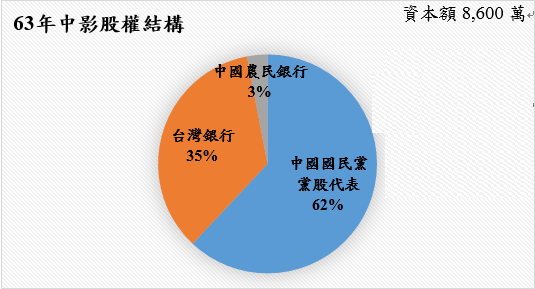 63年中影股權結構
資本額 8,600 萬
中國農民銀行
3%
台灣銀行
35%
中國國民黨
黨股代表
62%